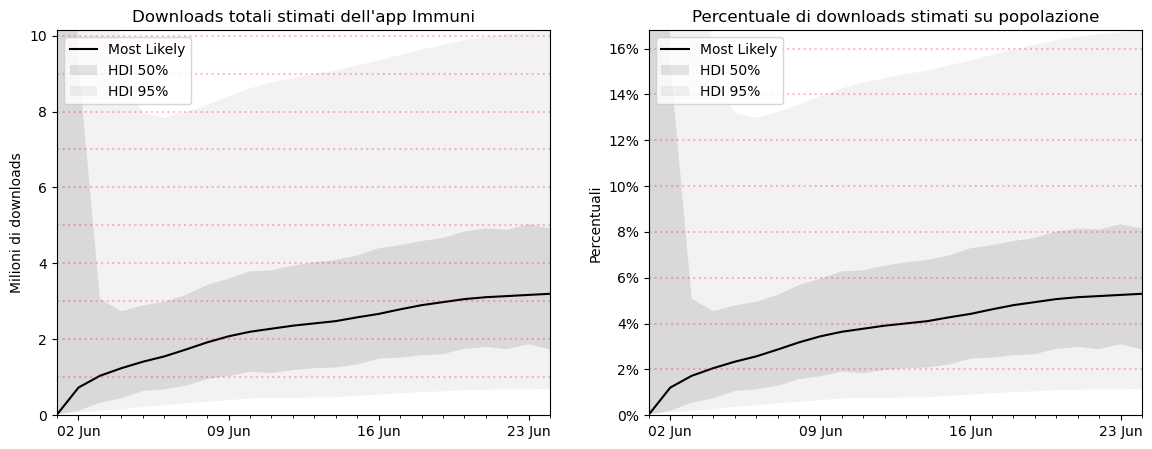 Downloads totali stimati dell'app Immuni
Most Likely
HDI 50%
HDI 95%
Milioni di downloads
10
8
6
4
2
0
02 Jun
09 Jun
16 Jun
23 Jun
Percentuale di downloads stimati su popolazione
Most Likely
HDI 50%
HDI 95%
Percentuali
16%
14%
12%
10%
8%
6%
4%
2%
0%
02 Jun
09 Jun
16 Jun
23 Jun